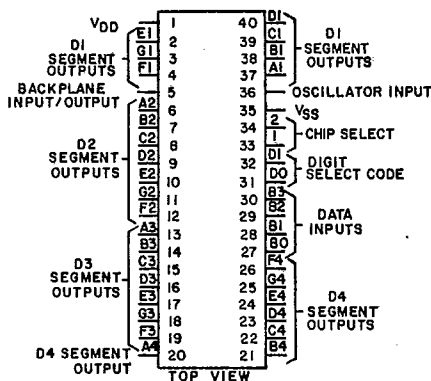 VDD 1 40 D1
E1 2 39 C1
G1 3 38 B1
F1 4 37 A1
D1
SEGMENT
OUTPUTS
D1
SEGMENT
OUTPUTS
BACKPLANE
INPUT/OUTPUT
5 36 OSCILLATOR INPUT
A2 6 35 VSS
B2 7 34 2
C2 8 33 1
CHIP SELECT
D2 9 32 D1
E2 10 31 D0
DIGIT
SELECT CODE
G2 11 30 B3
F2 12 29 B2
D2
SEGMENT
OUTPUTS
A3 13 28 B1
B3 14 27 B0
DATA
INPUTS
C3 15 26 F4
D3 16 25 G4
E3 17 24 E4
G3 18 23 D4
F3 19 22 C4
D3
SEGMENT
OUTPUTS
D4
SEGMENT
OUTPUTS
A4 20 21 B4
D4 SEGMENT
OUTPUT
TOP VIEW